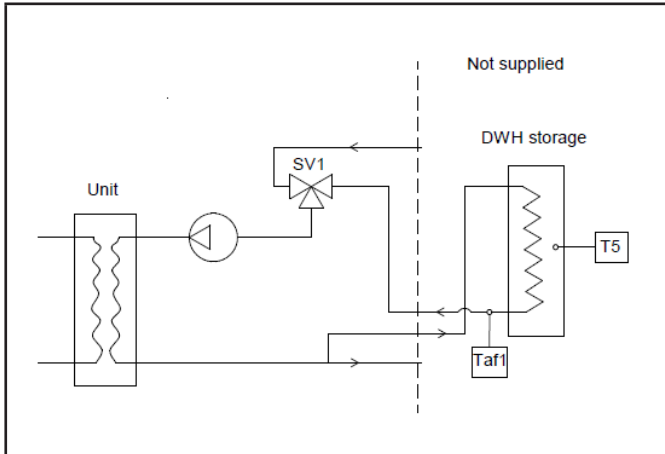 Not supplied
DWH storage
SV1
Unit
T5
Taf1